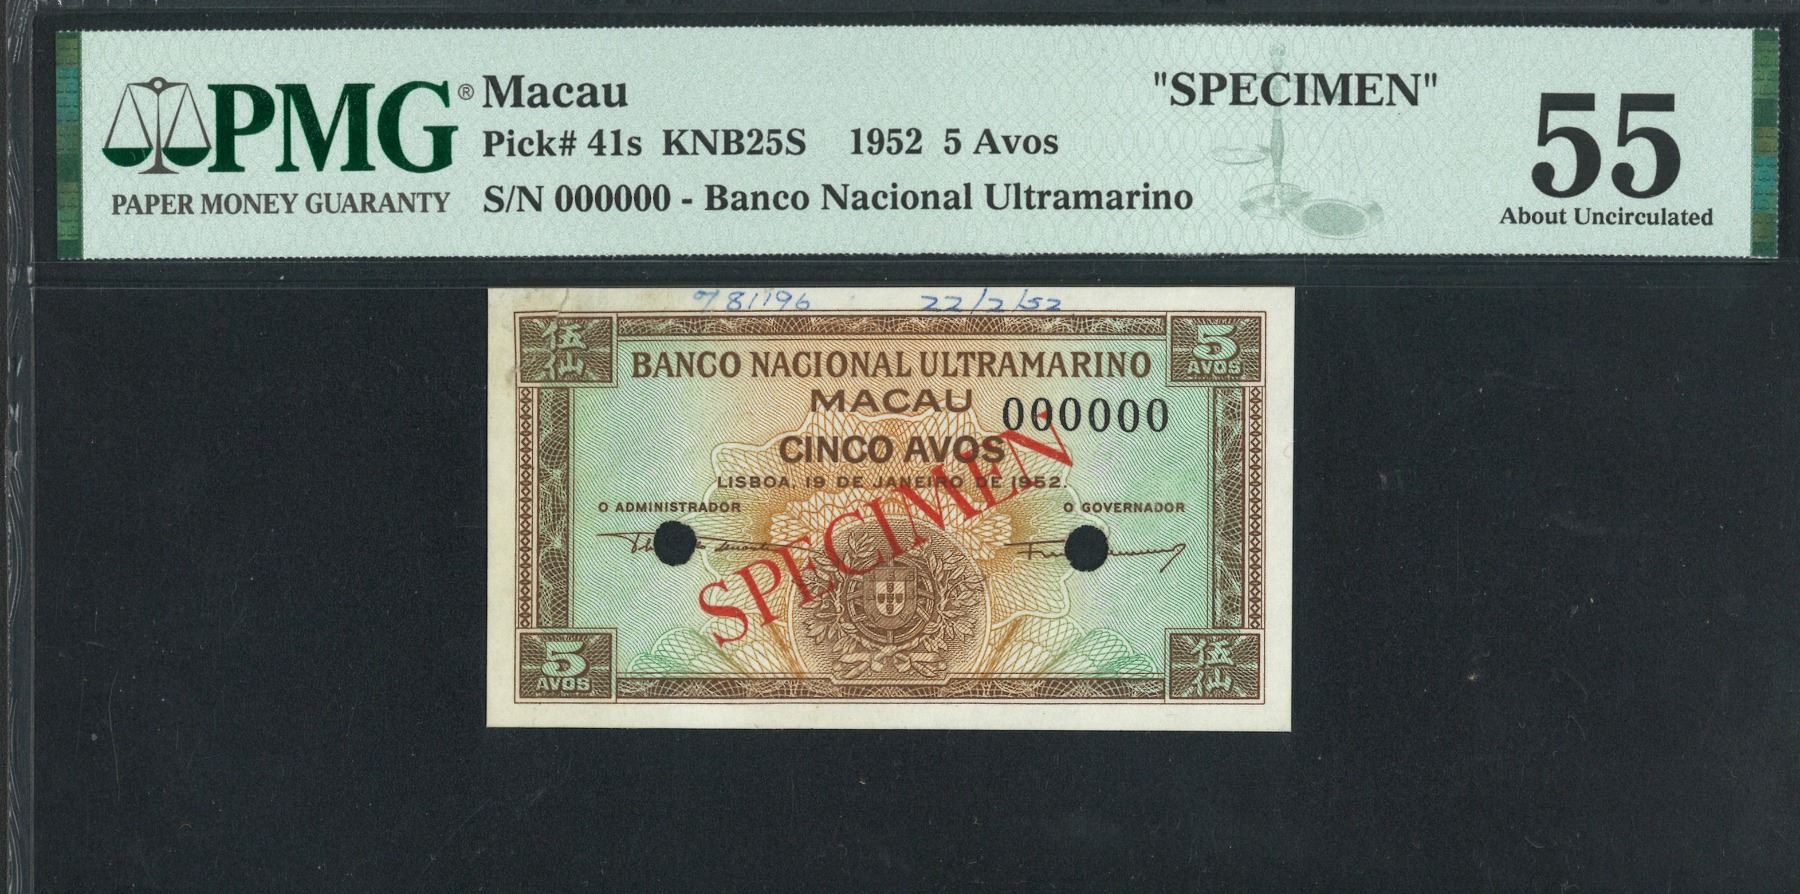 PMG®
PAPER MONEY GUARANTY
Macau
Pick# 41s KNB25S 1952 5 Avos
S/N 000000 - Banco Nacional Ultramarino
"SPECIMEN"
55
About Uncirculated
781196 22/2/52
伍仙
5 AVOS
BANCO NACIONAL ULTRAMARINO
MACAU
000000
CINCO AVOS
LISBOA, 19 DE JANEIRO DE 1952.
O ADMINISTRADOR
O GOVERNADOR
SPECIMEN
5 AVOS
伍仙